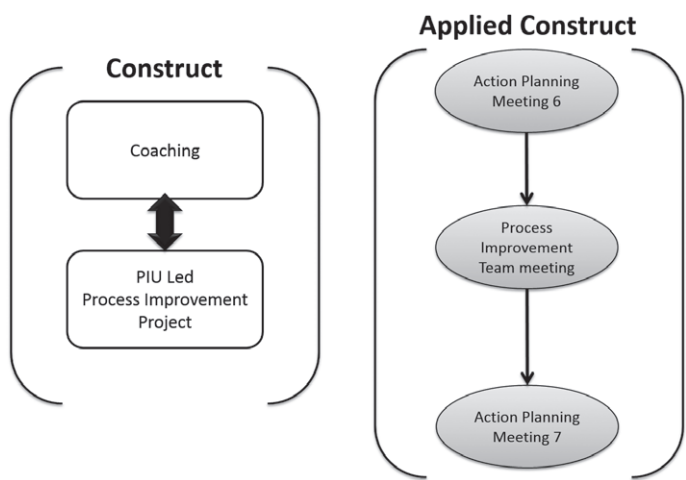 Construct
Coaching
PIU Led
Process Improvement
Project
Applied Construct
Action Planning
Meeting 6
Process
Improvement
Team meeting
Action Planning
Meeting 7